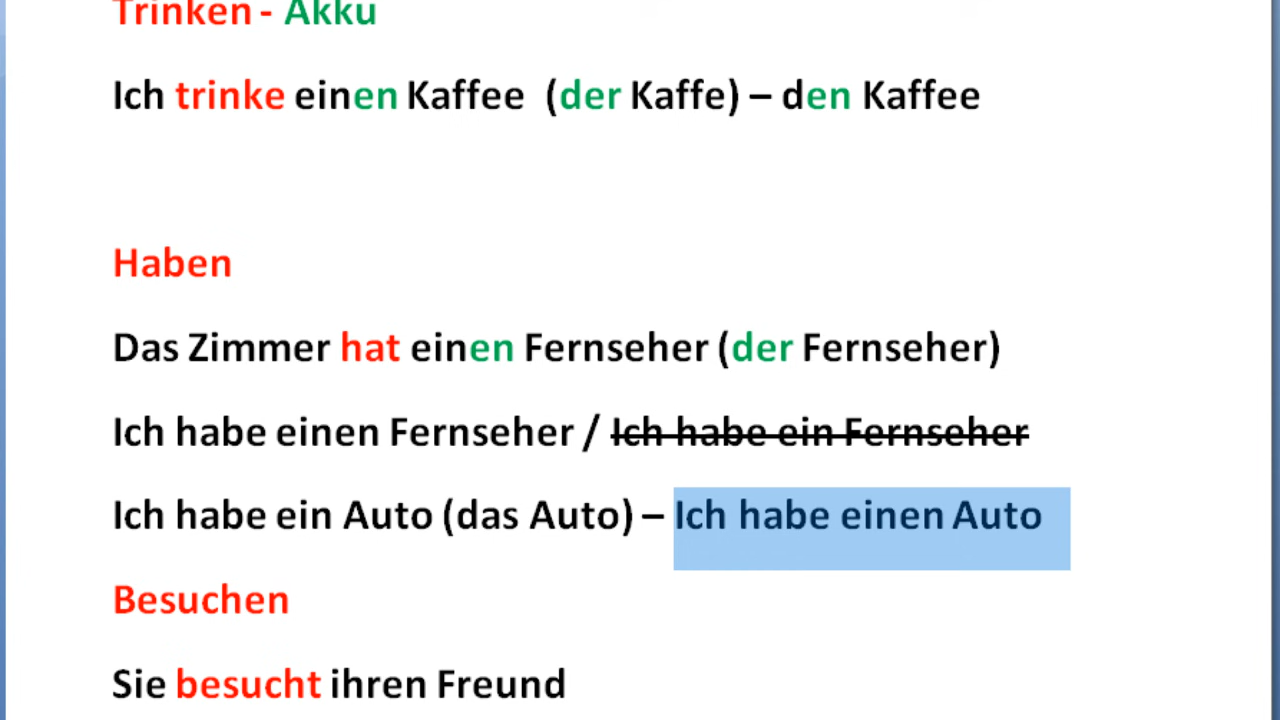 Trinken - Akku
Ich trinke einen Kaffee (der Kaffe) – den Kaffee
Haben
Das Zimmer hat einen Fernseher (der Fernseher)
Ich habe einen Fernseher / Ich habe ein Fernseher
Ich habe ein Auto (das Auto) – Ich habe einen Auto
Besuchen
Sie besucht ihren Freund